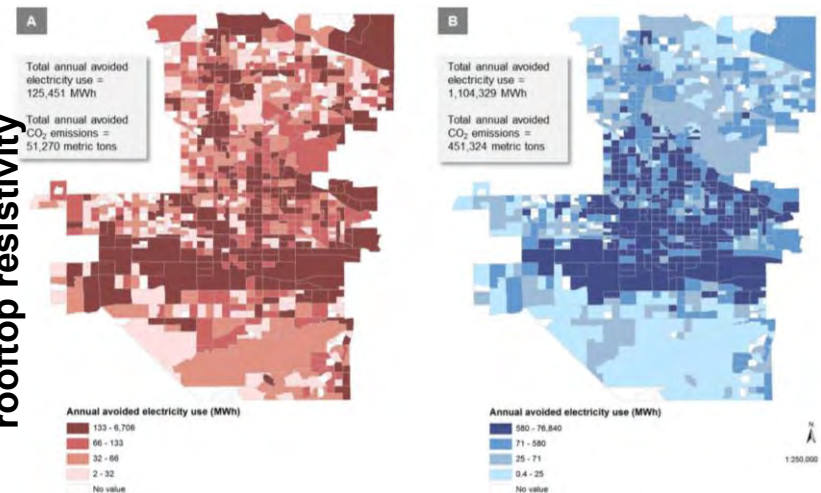 rooftop resistivity
A
Total annual avoided
electricity use =
125,451 MWh
Total annual avoided
CO₂ emissions =
51,270 metric tons
Annual avoided electricity use (MWh)
133 - 6,706
66 - 133
32 - 66
2 - 32
No value
B
Total annual avoided
electricity use =
1,104,329 MWh
Total annual avoided
CO₂ emissions =
451,324 metric tons
Annual avoided electricity use (MWh)
580 - 76,840
71 - 580
25 - 71
0.4 - 25
No value
N
1:250,000